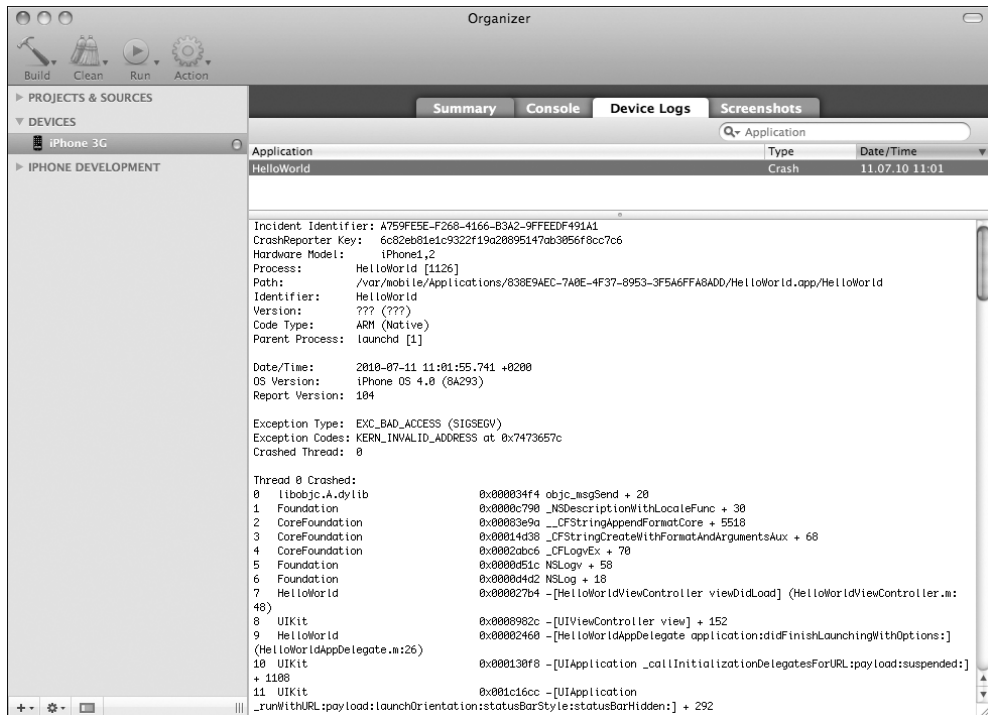 Organizer
Build Clean Run Action
PROJECTS & SOURCES
DEVICES
iPhone 3G
IPHONE DEVELOPMENT
Summary Console Device Logs Screenshots
Application
Application Type Date/Time
HelloWorld Crash 11.07.10 11:01
Incident Identifier: A759FE5E-F268-4166-B3A2-9FFEEDF491A1
CrashReporter Key: 6c82eb81e1c9322f19a20895147ab3056f8cc7c6
Hardware Model: iPhone1,2
Process: HelloWorld [1126]
Path: /var/mobile/Applications/838E9AEC-7A0E-4F37-8953-3F5A6FFA8ADD/HelloWorld.app/HelloWorld
Identifier: HelloWorld
Version: ??? (???)
Code Type: ARM (Native)
Parent Process: launchd [1]
Date/Time: 2010-07-11 11:01:55.741 +0200
OS Version: iPhone OS 4.0 (8A293)
Report Version: 104
Exception Type: EXC_BAD_ACCESS (SIGSEGV)
Exception Codes: KERN_INVALID_ADDRESS at 0x7473657c
Crashed Thread: 0
Thread 0 Crashed:
0 libobjc.A.dylib 0x000034f4 objc_msgSend + 20
1 Foundation 0x0000c790 _NSDescriptionWithLocaleFunc + 30
2 CoreFoundation 0x00083e9a __CFStringAppendFormatCore + 5518
3 CoreFoundation 0x00014d38 _CFStringCreateWithFormatAndArgumentsAux + 68
4 CoreFoundation 0x0002abc6 _CFLogvEx + 70
5 Foundation 0x0000d51c NSLogv + 58
6 Foundation 0x0000d4d2 NSLog + 18
7 HelloWorld 0x000027b4 -[HelloWorldViewController viewDidLoad] (HelloWorldViewController.m:
48)
8 UIKit 0x0008982c -[UIViewController view] + 152
9 HelloWorld 0x00002460 -[HelloWorldAppDelegate application:didFinishLaunchingWithOptions:]
(HelloWorldAppDelegate.m:26)
10 UIKit 0x000130f8 -[UIApplication _callInitializationDelegatesForURL:payload:suspended:]
+ 1108
11 UIKit 0x001c16cc -[UIApplication
_runWithURL:payload:launchOrientation:statusBarStyle:statusBarHidden:] + 292